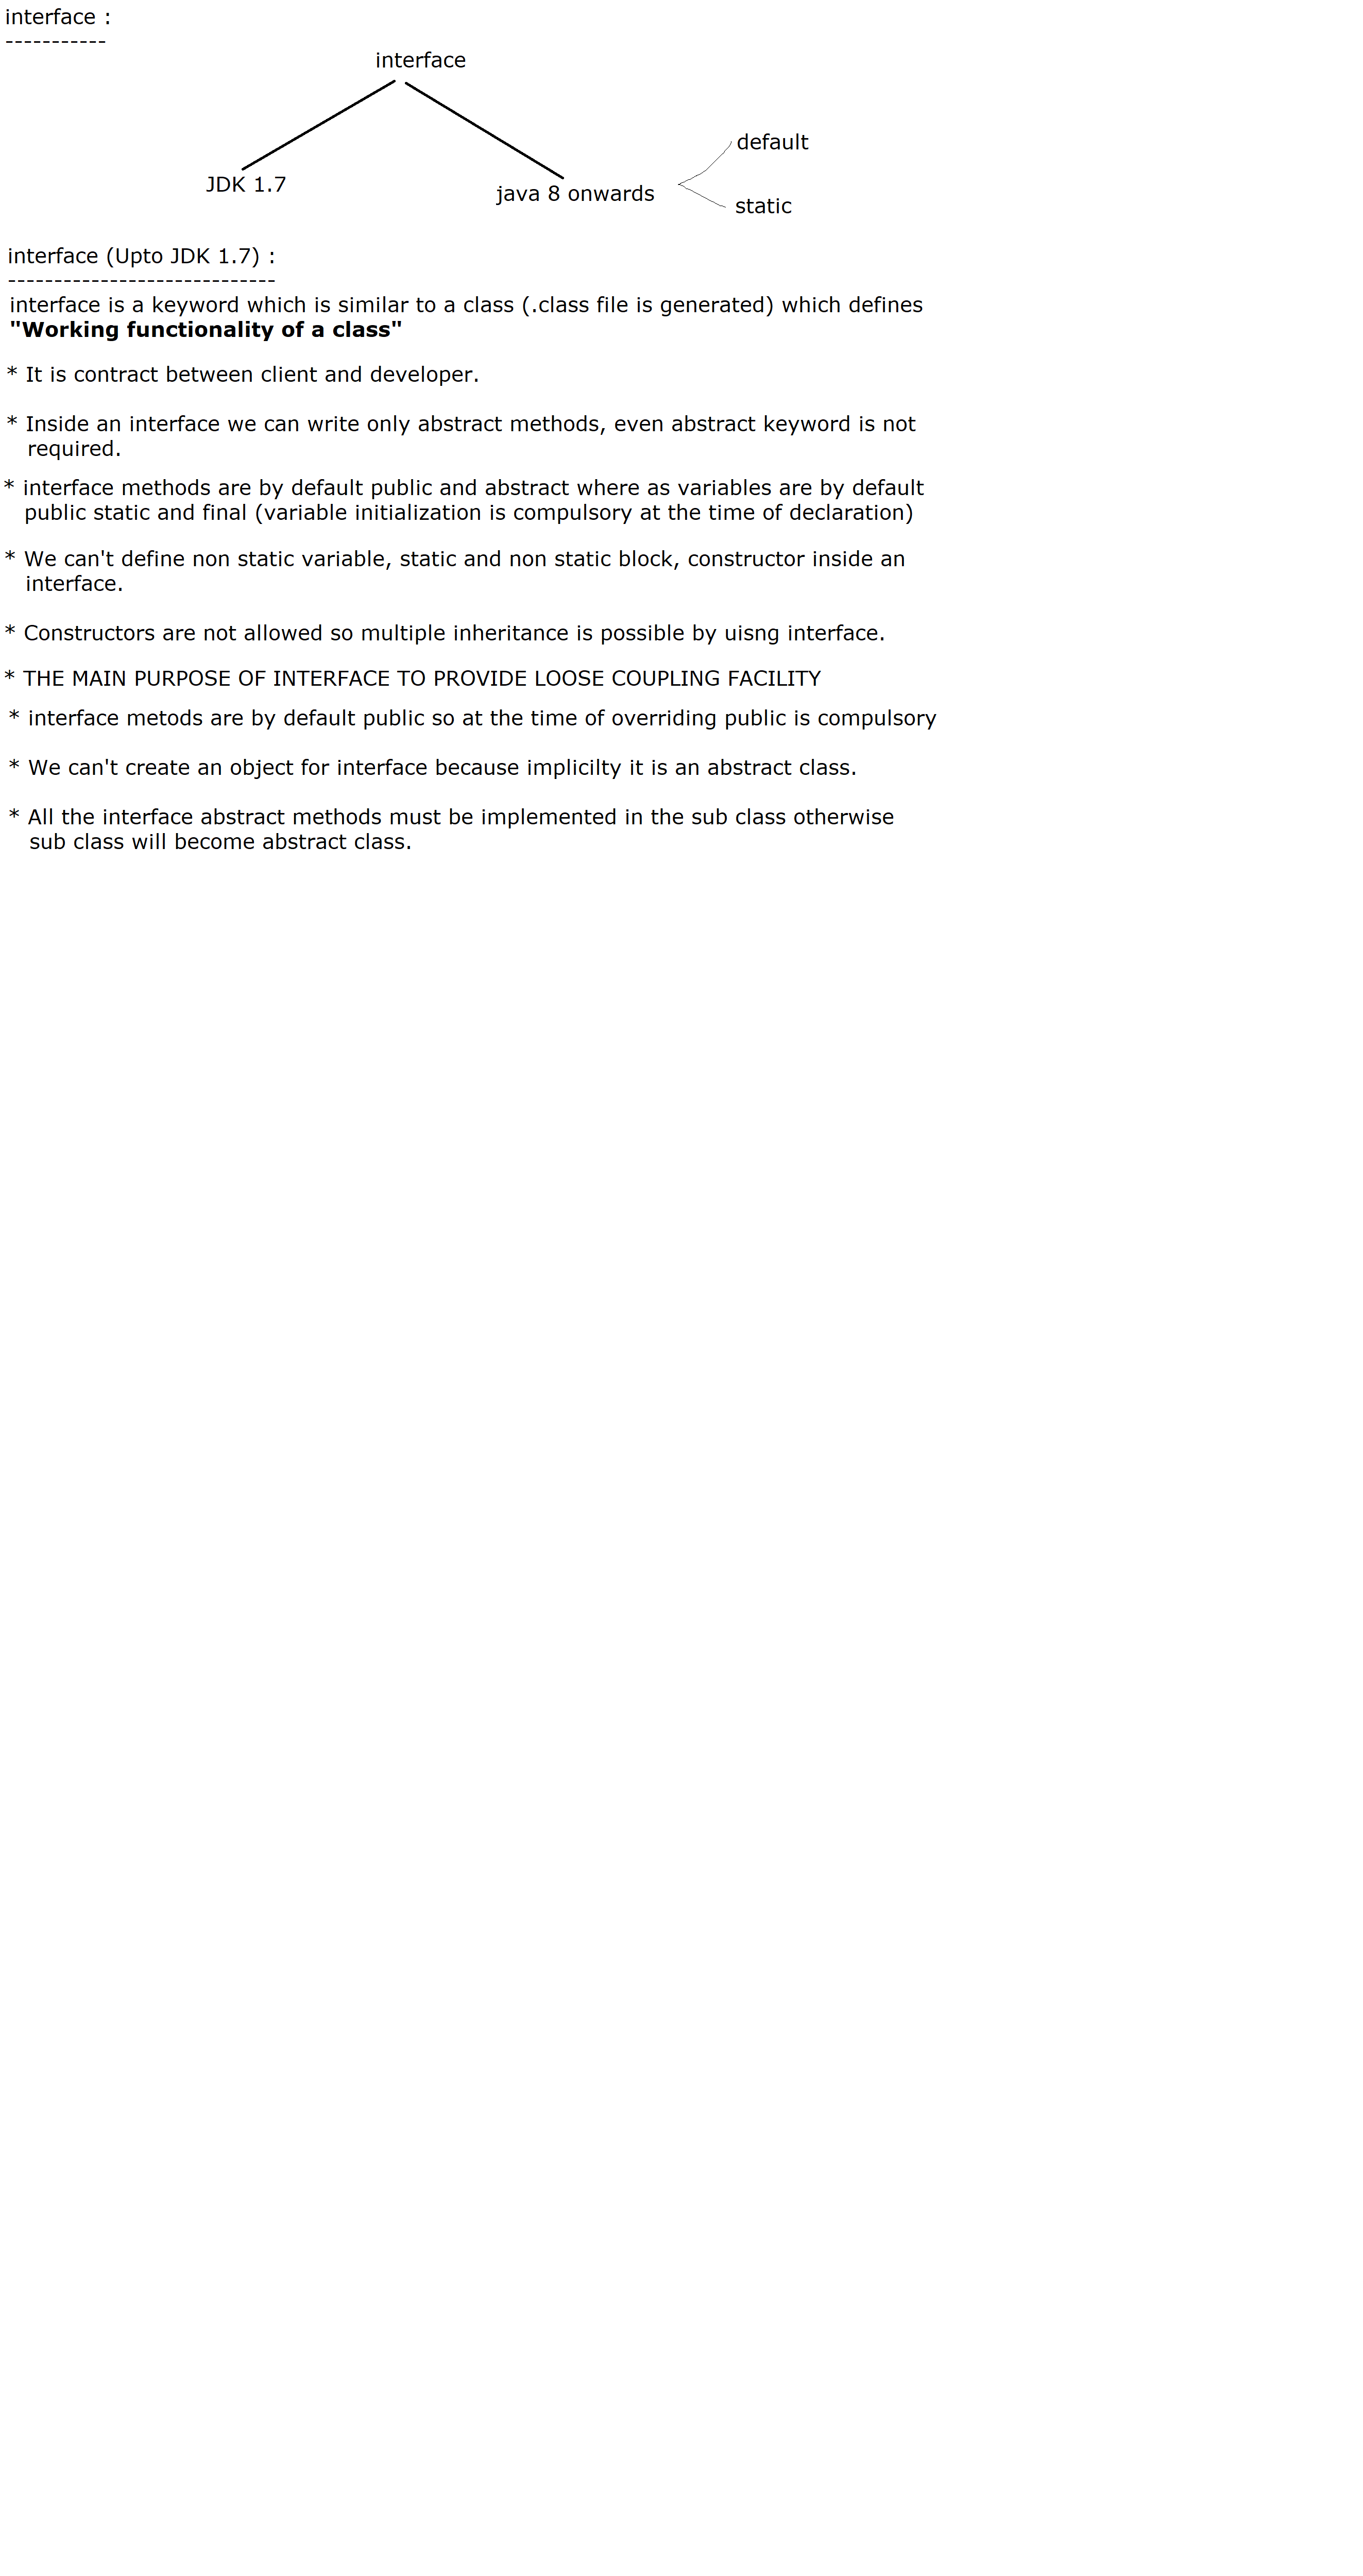 interface :
-----------
interface
default
JDK 1.7
java 8 onwards
static
interface (Upto JDK 1.7) :
-----------------------------
interface is a keyword which is similar to a class (.class file is generated) which defines
"Working functionality of a class"
* It is contract between client and developer.
* Inside an interface we can write only abstract methods, even abstract keyword is not
required.
* interface methods are by default public and abstract where as variables are by default
public static and final (variable initialization is compulsory at the time of declaration)
* We can't define non static variable, static and non static block, constructor inside an
interface.
* Constructors are not allowed so multiple inheritance is possible by uisng interface.
* THE MAIN PURPOSE OF INTERFACE TO PROVIDE LOOSE COUPLING FACILITY
* interface metods are by default public so at the time of overriding public is compulsory
* We can't create an object for interface because implicilty it is an abstract class.
* All the interface abstract methods must be implemented in the sub class otherwise
sub class will become abstract class.